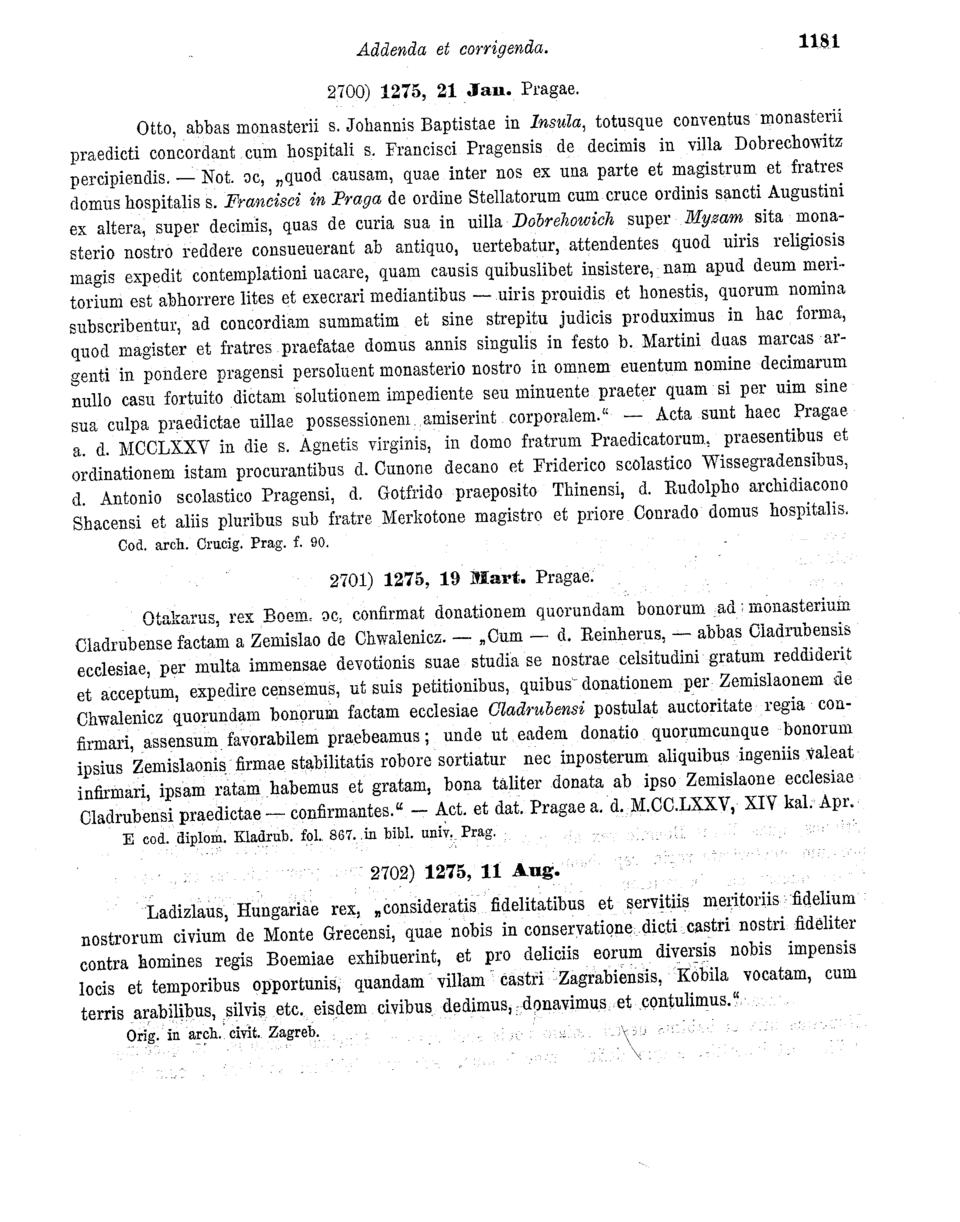 Addenda et corrigenda. 1181
2700) 1275, 21 Jan. Pragae.
Otto, abbas monasterii s. Johannis Baptistae in Insula, totusque conventus monasterii
praedicti concordant cum hospitali s. Francisci Pragensis de decimis in villa Dobrechowitz
percipiendis. — Not. ɔc, „quod causam, quae inter nos ex una parte et magistrum et fratres
domus hospitalis s. Francisci in Praga de ordine Stellatorum cum cruce ordinis sancti Augustini
ex altera, super decimis, quas de curia sua in uilla Dobrehowich super Myzam sita mona-
sterio nostro reddere consueuerant ab antiquo, uertebatur, attendentes quod uiris religiosis
magis expedit contemplationi uacare, quam causis quibuslibet insistere, nam apud deum meri-
torium est abhorrere lites et execrari mediantibus — uiris prouidis et honestis, quorum nomina
subscribentur, ad concordiam summatim et sine strepitu judicis produximus in hac forma,
quod magister et fratres praefatae domus annis singulis in festo b. Martini duas marcas ar-
genti in pondere pragensi persoluent monasterio nostro in omnem euentum nomine decimarum
nullo casu fortuito dictam solutionem impediente seu minuente praeter quam si per uim sine
sua culpa praedictae uillae possessionem amiserint corporalem.“ — Acta sunt haec Pragae
a. d. MCCLXXV in die s. Agnetis virginis, in domo fratrum Praedicatorum, praesentibus et
ordinationem istam procurantibus d. Cunone decano et Friderico scolastico Wissegradensibus,
d. Antonio scolastico Pragensi, d. Gotfrido praeposito Thinensi, d. Rudolpho archidiacono
Shacensi et aliis pluribus sub fratre Merkotone magistro et priore Conrado domus hospitalis.
Cod. arch. Crucig. Prag. f. 90.
2701) 1275, 19 Mart. Pragae.
Otakarus, rex Boem. ɔc, confirmat donationem quorundam bonorum ad monasterium
Cladrubense factam a Zemislao de Chwalenicz. — „Cum — d. Reinherus, — abbas Cladrubensis
ecclesiae, per multa immensae devotionis suae studia se nostrae celsitudini gratum reddiderit
et acceptum, expedire censemus, ut suis petitionibus, quibus donationem per Zemislaonem de
Chwalenicz quorundam bonorum factam ecclesiae Cladrubensi postulat auctoritate regia con-
firmari, assensum favorabilem praebeamus; unde ut eadem donatio quorumcunque bonorum
ipsius Zemislaonis firmae stabilitatis robore sortiatur nec inposterum aliquibus ingeniis valeat
infirmari, ipsam ratam habemus et gratam, bona taliter donata ab ipso Zemislaone ecclesiae
Cladrubensi praedictae — confirmantes.“ — Act. et dat. Pragae a. d. M.CC.LXXV, XIV kal. Apr.
E cod. diplom. Kladrub. fol. 867. in bibl. univ. Prag.
2702) 1275, 11 Aug.
Ladizlaus, Hungariae rex, „consideratis fidelitatibus et servitiis meritoriis fidelium
nostrorum civium de Monte Grecensi, quae nobis in conservatione dicti castri nostri fideliter
contra homines regis Boemiae exhibuerint, et pro deliciis eorum diversis nobis impensis
locis et temporibus opportunis, quandam villam castri Zagrabiensis, Kobila vocatam, cum
terris arabilibus, silvis etc. eisdem civibus dedimus, donavimus et contulimus.“
Orig. in arch. civit. Zagreb.